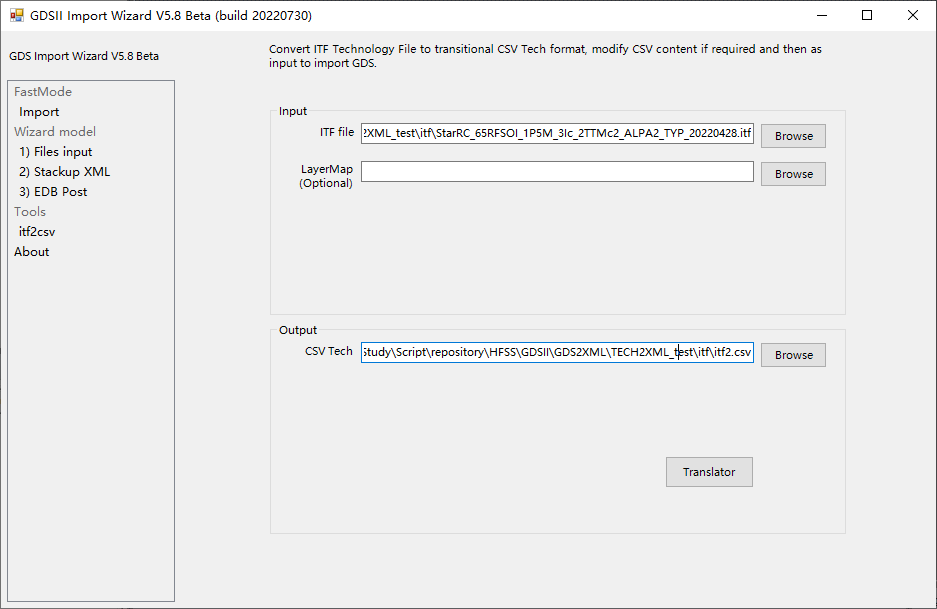 GDSII Import Wizard V5.8 Beta (build 20220730)
GDS Import Wizard V5.8 Beta
FastMode
Import
Wizard model
1) Files input
2) Stackup XML
3) EDB Post
Tools
itf2csv
About
Convert ITF Technology File to transitional CSV Tech format, modify CSV content if required and then as
input to import GDS.
Input
ITF file
2XML_test\itf\StarRC_65RFSOI_1P5M_3Ic_2TTMc2_ALPA2_TYP_20220428.itf
Browse
LayerMap
(Optional)
Browse
Output
CSV Tech
Study\Script\repository\HFSS\GDSII\GDS2XML\TECH2XML_test\itf\itf2.csv
Browse
Translator